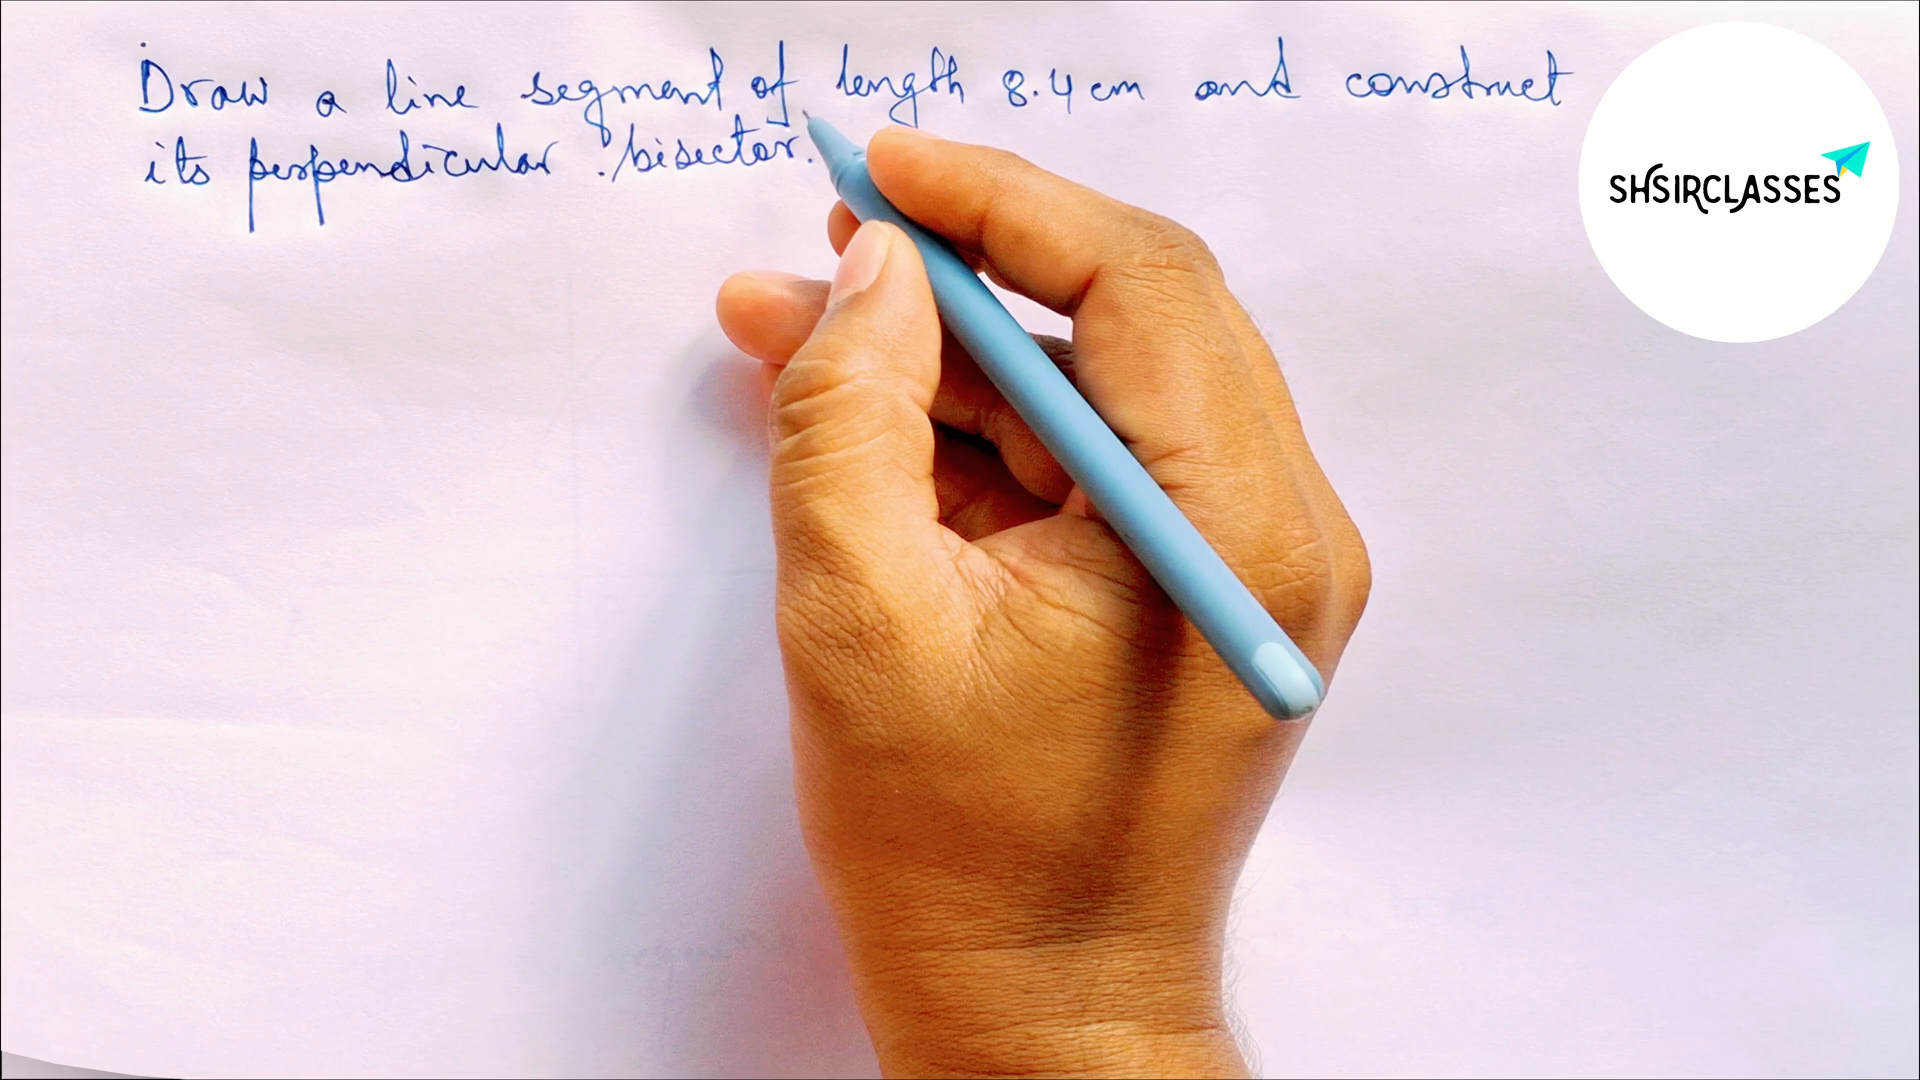 Draw a line segment of length 8.4 cm and construct
its perpendicular bisector.
SHSIRCLASSES